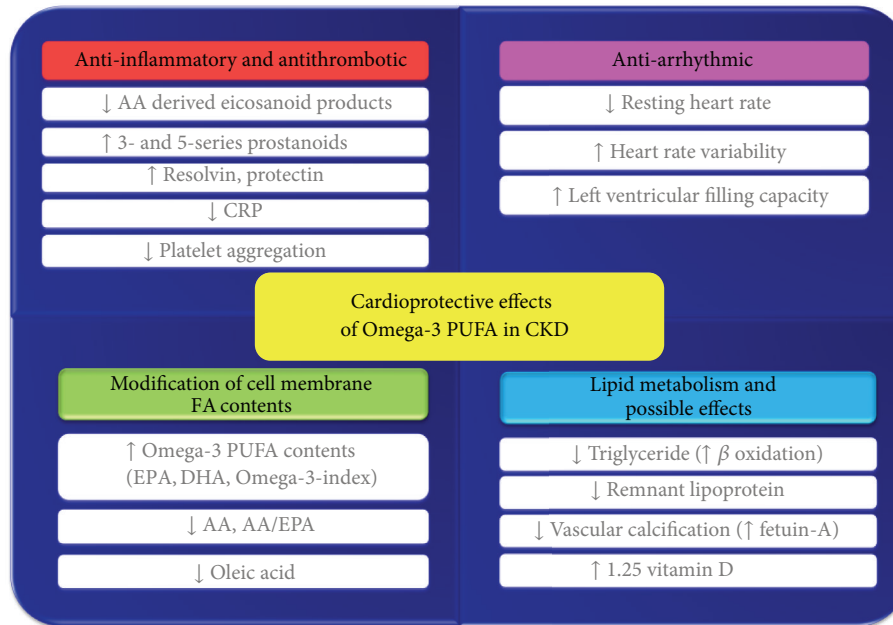 Anti-inflammatory and antithrombotic
↓ AA derived eicosanoid products
↑ 3- and 5-series prostanoids
↑ Resolvin, protectin
↓ CRP
↓ Platelet aggregation
Anti-arrhythmic
↓ Resting heart rate
↑ Heart rate variability
↑ Left ventricular filling capacity
Cardioprotective effects
of Omega-3 PUFA in CKD
Modification of cell membrane
FA contents
↑ Omega-3 PUFA contents
(EPA, DHA, Omega-3-index)
↓ AA, AA/EPA
↓ Oleic acid
Lipid metabolism and
possible effects
↓ Triglyceride (↑ β oxidation)
↓ Remnant lipoprotein
↓ Vascular calcification (↑ fetuin-A)
↑ 1.25 vitamin D